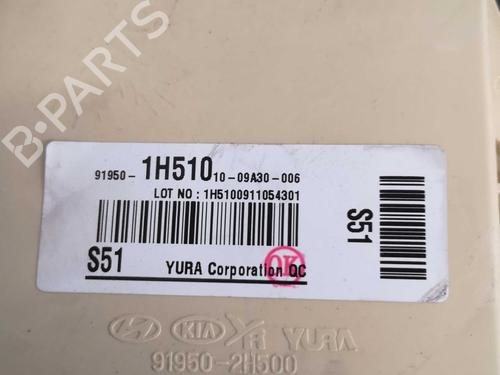 B-PARTS
91950- 1H510 10-09A30-006
LOT NO : 1H5100911054301
S51 YURA Corporation QC
OK
S51
KIA YRA YURA
91950-2H500